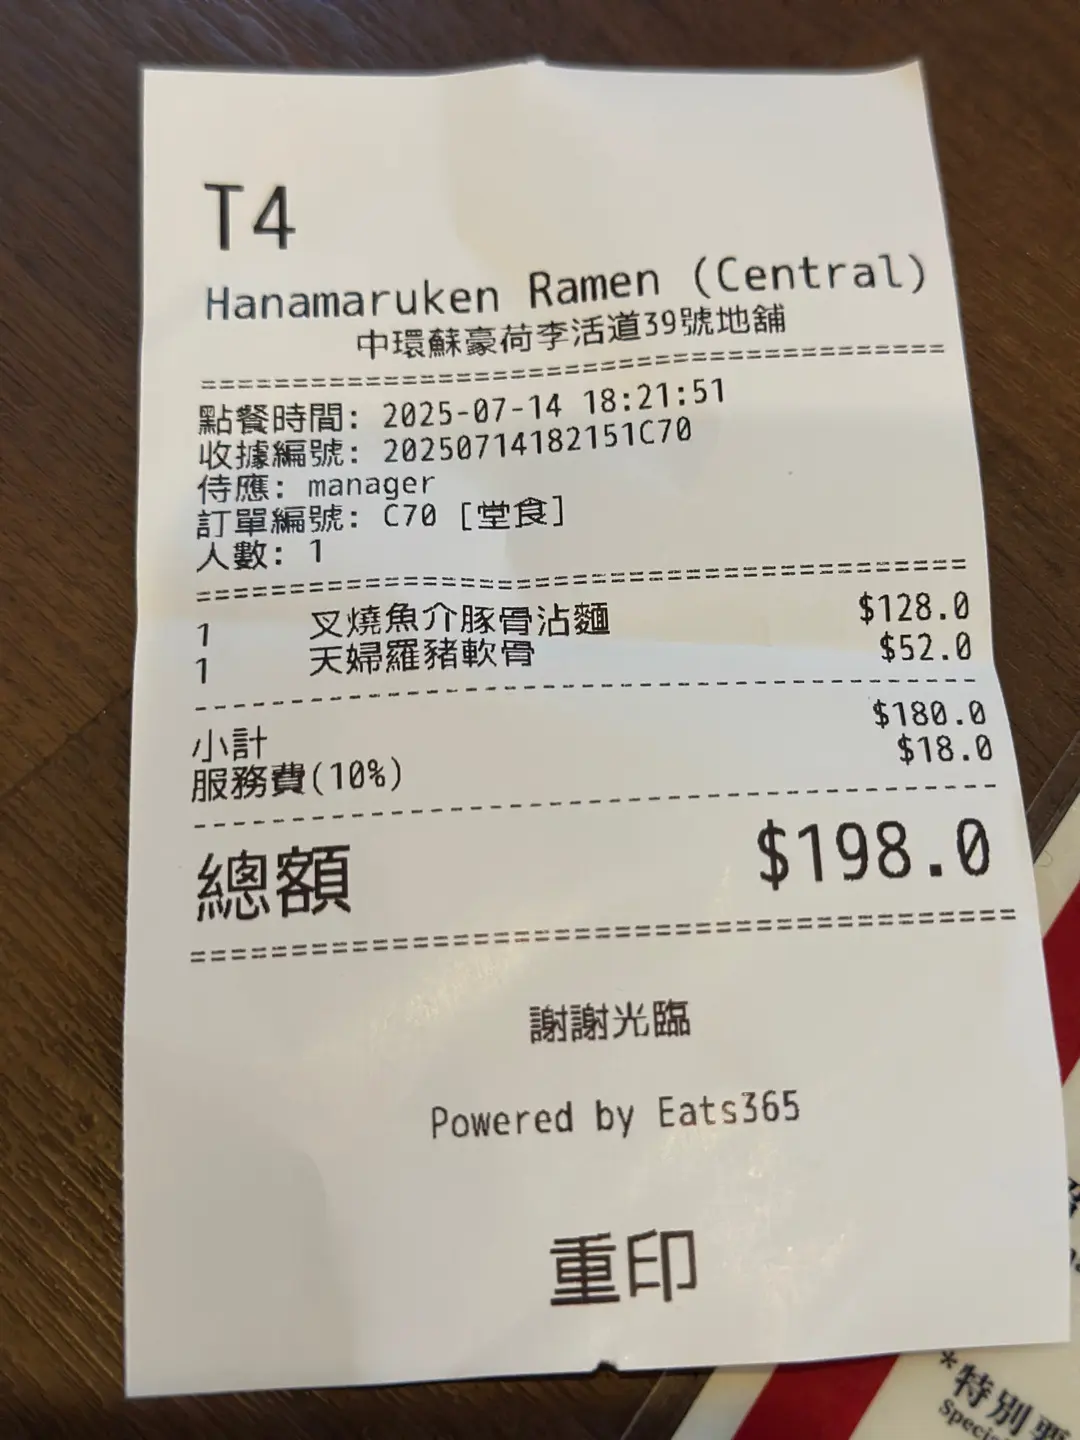 T4
Hanamaruken Ramen (Central)
中環蘇豪荷李活道39號地舖
點餐時間: 2025-07-14 18:21:51
收據編號: 20250714182151C70
侍應: manager
訂單編號: C70 [堂食]
人數: 1
1 叉燒魚介豚骨沾麵 $128.0
1 天婦羅豬軟骨 $52.0
小計 $180.0
服務費(10%) $18.0
總額 $198.0
謝謝光臨
Powered by Eats365
重印
*特別要